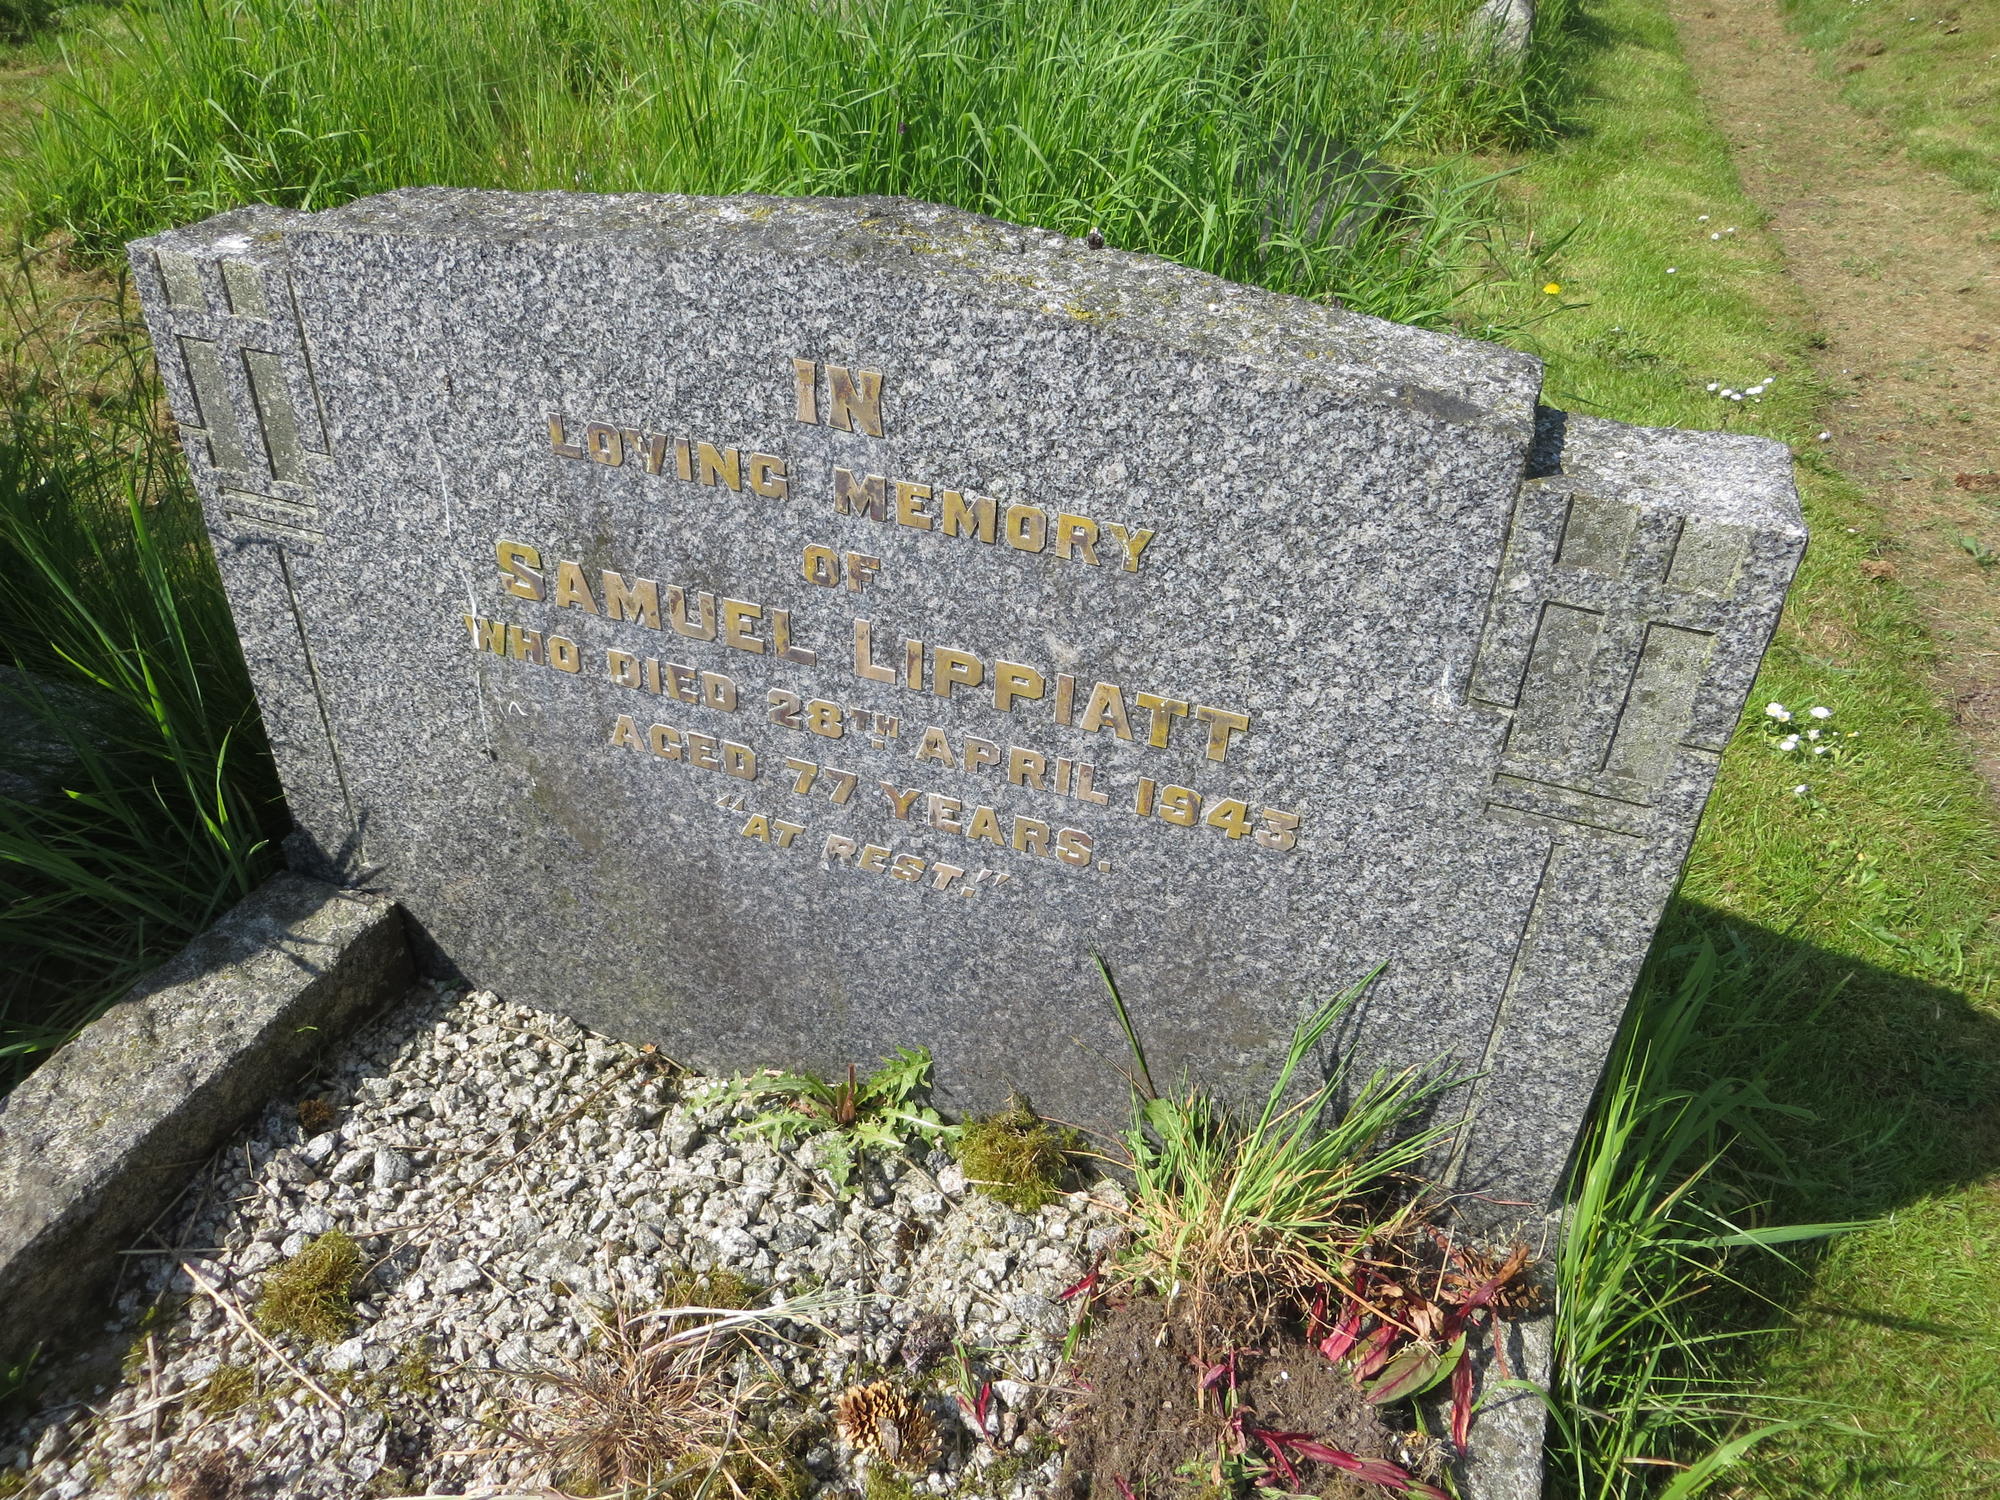 IN
LOVING MEMORY
OF
SAMUEL LIPPIATT
WHO DIED 28TH APRIL 1943
AGED 77 YEARS.
"AT REST."